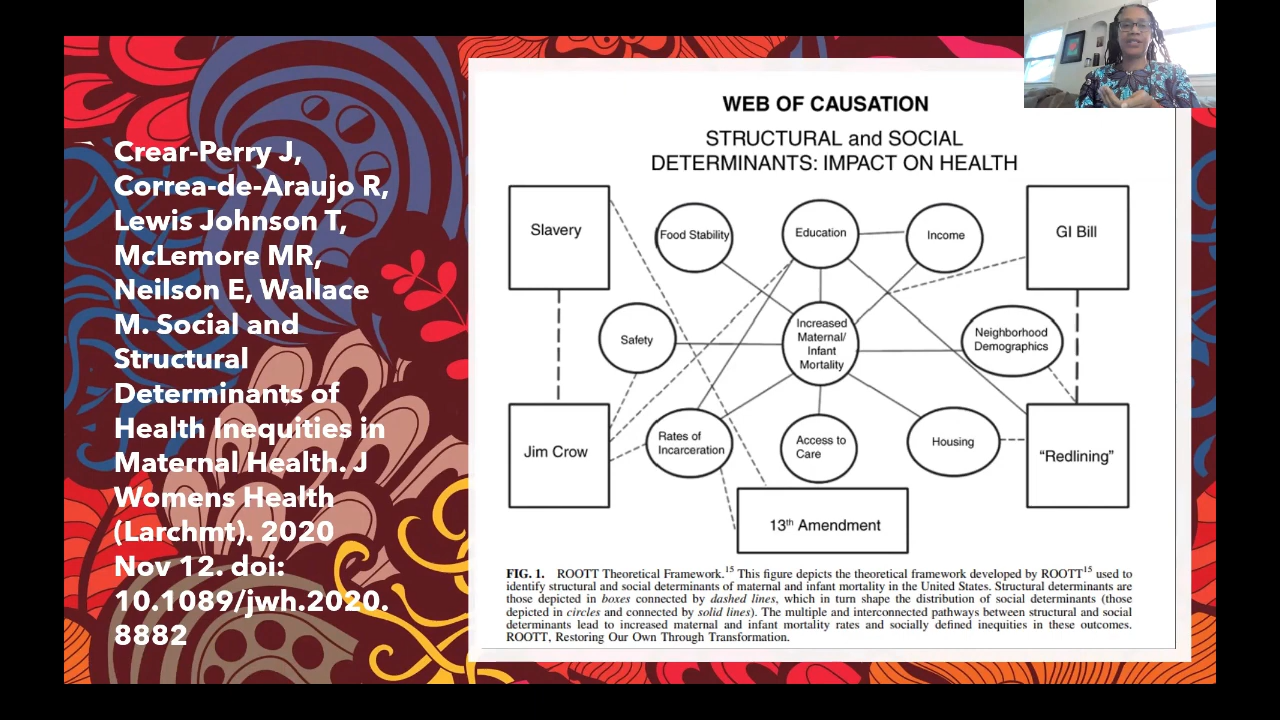 Crear-Perry J,
Correa-de-Araujo R,
Lewis Johnson T,
McLemore MR,
Neilson E, Wallace
M. Social and
Structural
Determinants of
Health Inequities in
Maternal Health. J
Womens Health
(Larchmt). 2020
Nov 12. doi:
10.1089/jwh.2020.
8882
WEB OF CAUSATION
STRUCTURAL and SOCIAL
DETERMINANTS: IMPACT ON HEALTH
Slavery
Food Stability
Education
Income
GI Bill
Safety
Increased
Maternal/
Infant
Mortality
Neighborhood
Demographics
Jim Crow
Rates of
Incarceration
Access to
Care
Housing
“Redlining”
13th Amendment
FIG. 1. ROOTT Theoretical Framework.15 This figure depicts the theoretical framework developed by ROOTT15 used to
identify structural and social determinants of maternal and infant mortality in the United States. Structural determinants are
those depicted in boxes connected by dashed lines, which in turn shape the distribution of social determinants (those
depicted in circles and connected by solid lines). The multiple and interconnected pathways between structural and social
determinants lead to increased maternal and infant mortality rates and socially defined inequities in these outcomes.
ROOTT, Restoring Our Own Through Transformation.